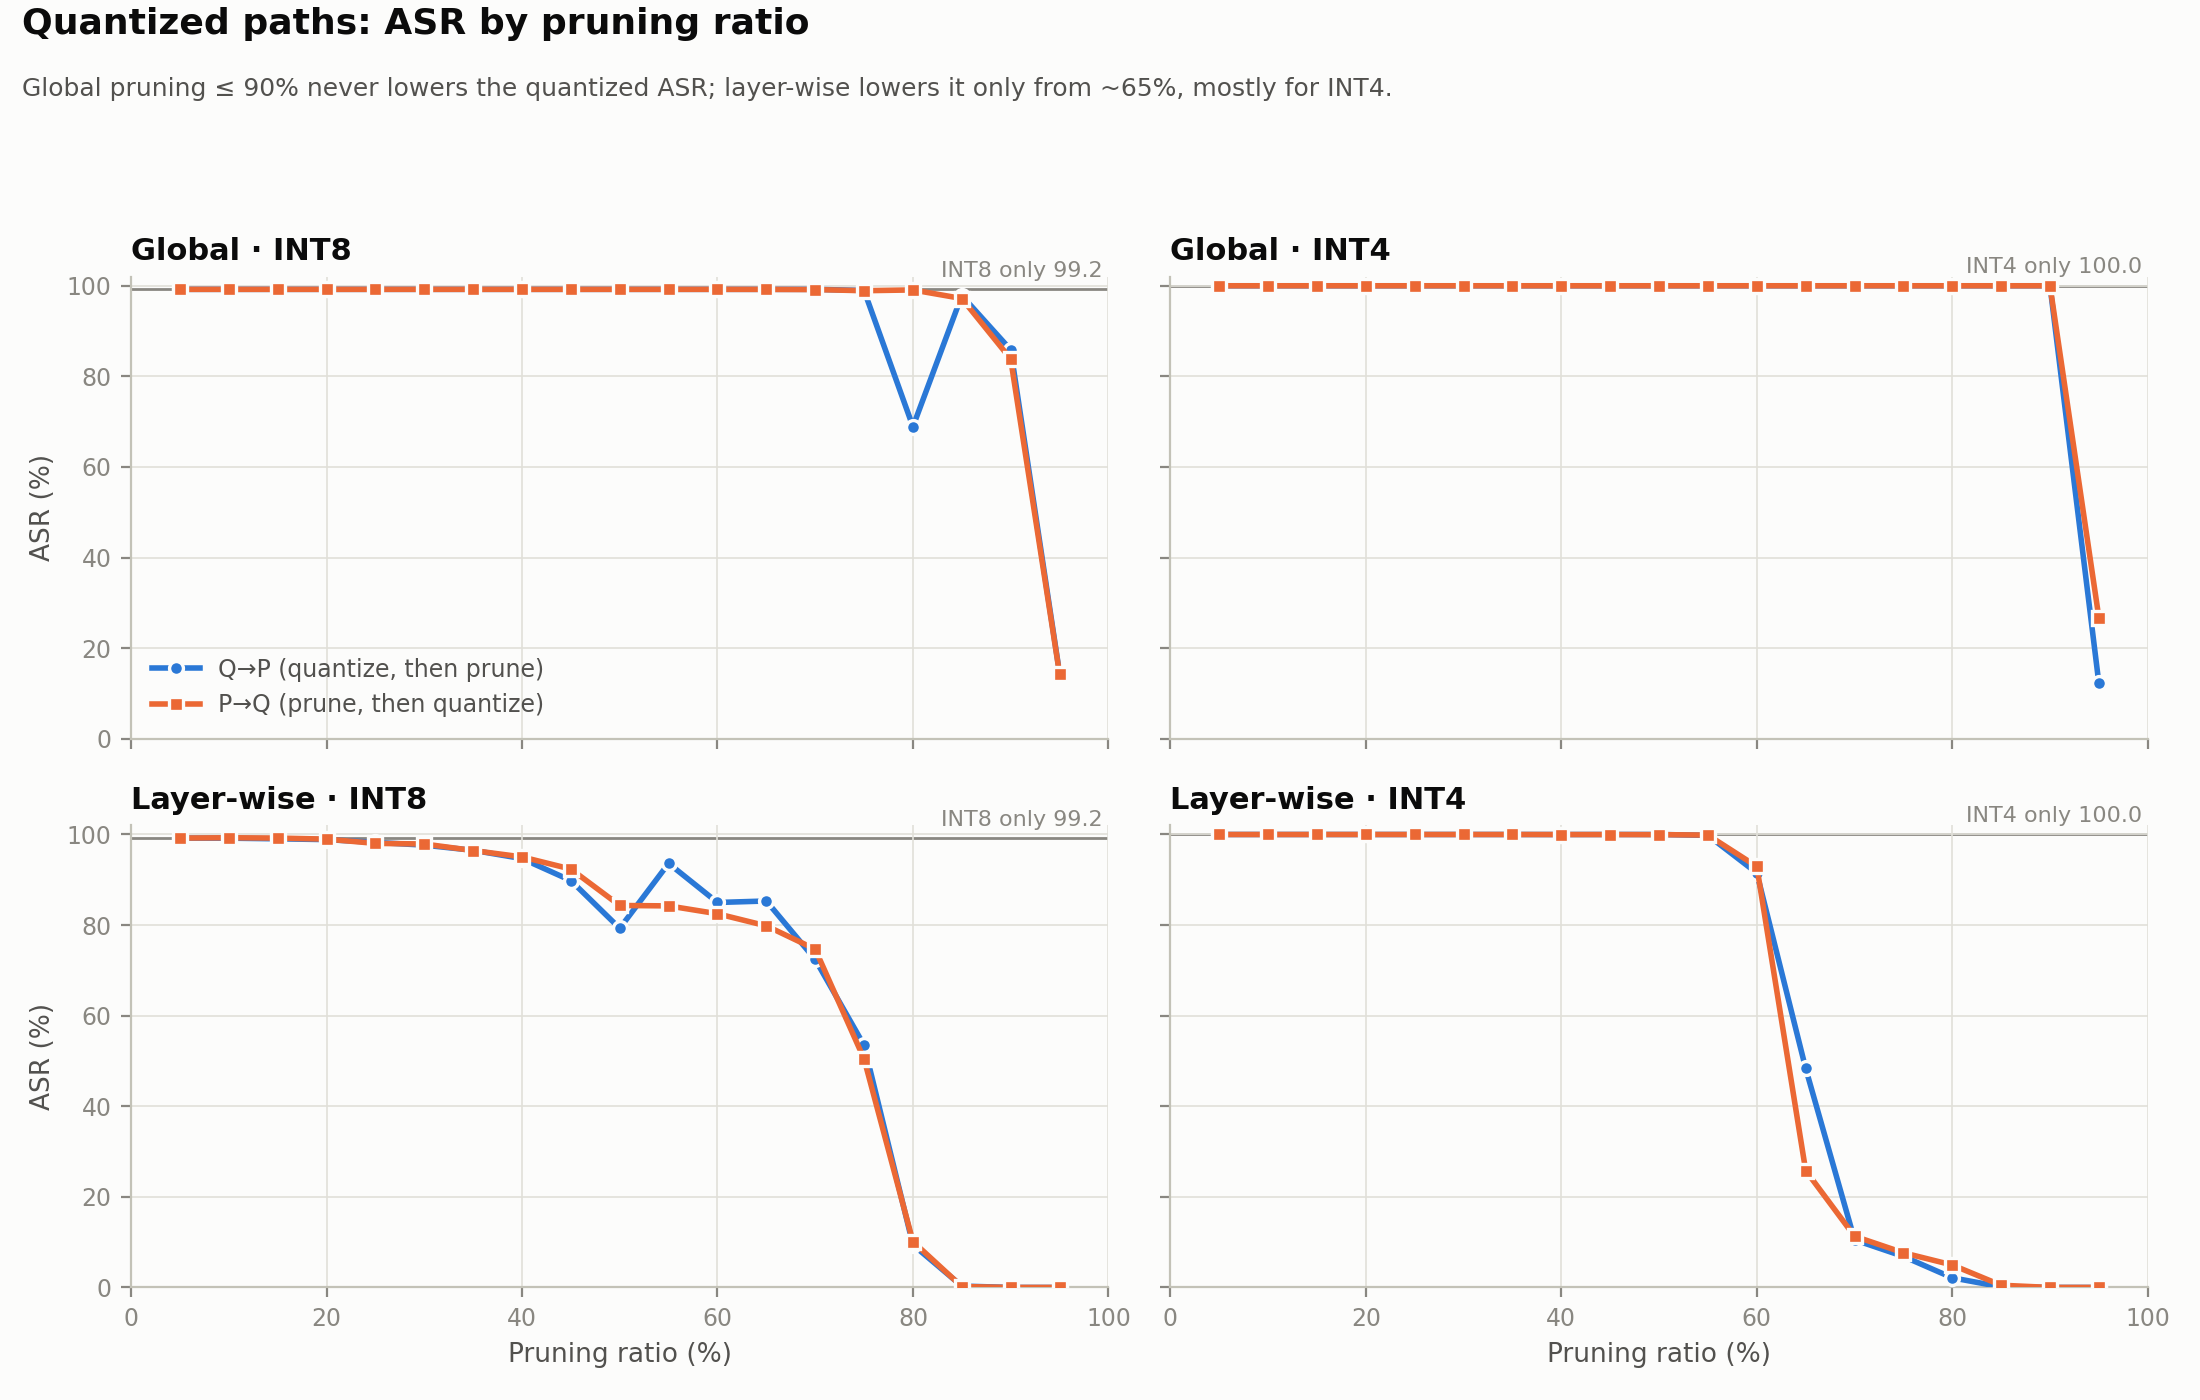 Quantized paths: ASR by pruning ratio
Global pruning ≤ 90% never lowers the quantized ASR; layer-wise lowers it only from ~65%, mostly for INT4.
Global · INT8
INT8 only 99.2
ASR (%)
100
80
60
40
20
0
Q→P (quantize, then prune)
P→Q (prune, then quantize)
Global · INT4
INT4 only 100.0
Layer-wise · INT8
INT8 only 99.2
ASR (%)
100
80
60
40
20
0
0 20 40 60 80 100
Pruning ratio (%)
Layer-wise · INT4
INT4 only 100.0
0 20 40 60 80 100
Pruning ratio (%)